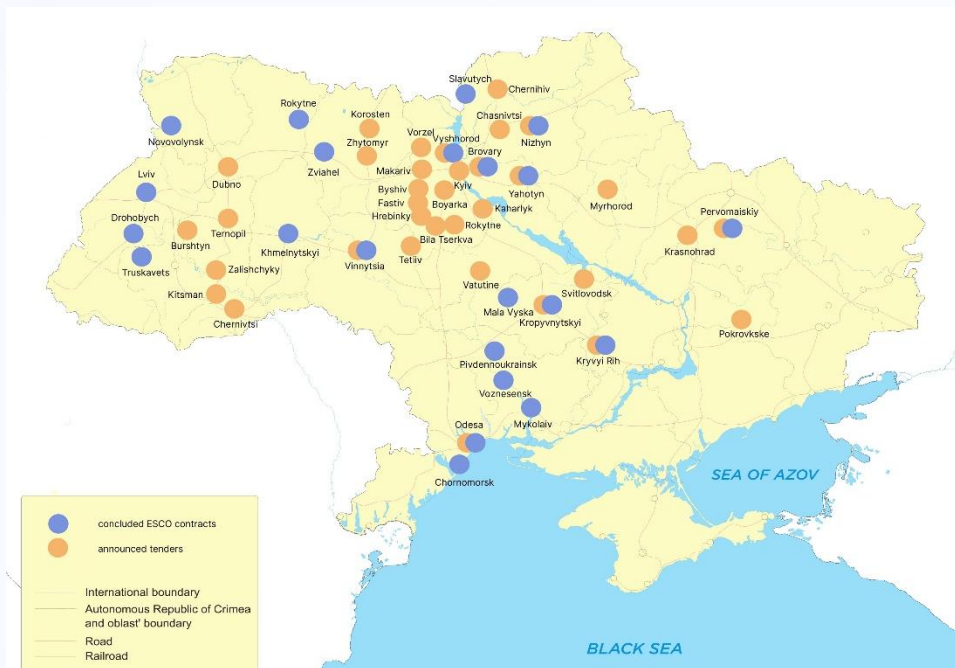 Slavutych
Chernihiv
Rokytne
Korosten
Chasnivtsi
Novovolynsk
Zhytomyr
Vorzel
Vyshhorod
Nizhyn
Brovary
Lviv
Zviahel
Makariv
Dubno
Kyiv
Yahotyn
Byshiv
Boyarka
Myrhorod
Drohobych
Fastiv
Kaharlyk
Pervomaiskiy
Hrebinky
Burshtyn
Ternopil
Rokytne
Khmelnytskyi
Bila Tserkva
Krasnohrad
Truskavets
Vinnytsia
Tetiiv
Zalishchyky
Vatutine
Svitlovodsk
Kitsman
Mala Vyska
Kropyvnytskyi
Chernivtsi
Pokrovkske
Kryvyi Rih
Pivdennoukrainsk
Voznesensk
Odesa
Mykolaiv
Chornomorsk
SEA OF AZOV
BLACK SEA
concluded ESCO contracts
announced tenders
International boundary
Autonomous Republic of Crimea
and oblast' boundary
Road
Railroad